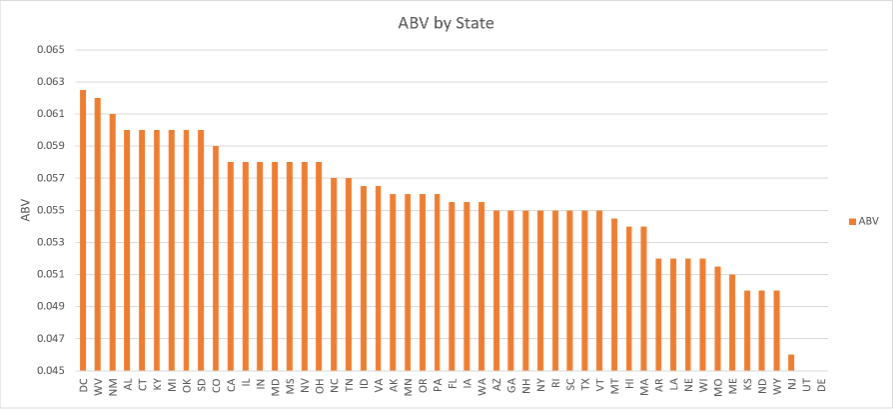 ABV by State
0.065
0.063
0.061
0.059
0.057
0.055
0.053
0.051
0.049
0.047
0.045
ABV
DC WV NM AL CT KY MI OK SD CO CA IL IN MD MS NV OH NC TN ID VA AK MN OR PA FL IA WA AZ GA NH NY RI SC TX VT MT HI MA AR LA NE WI MO ME KS ND WY NJ UT DE
ABV